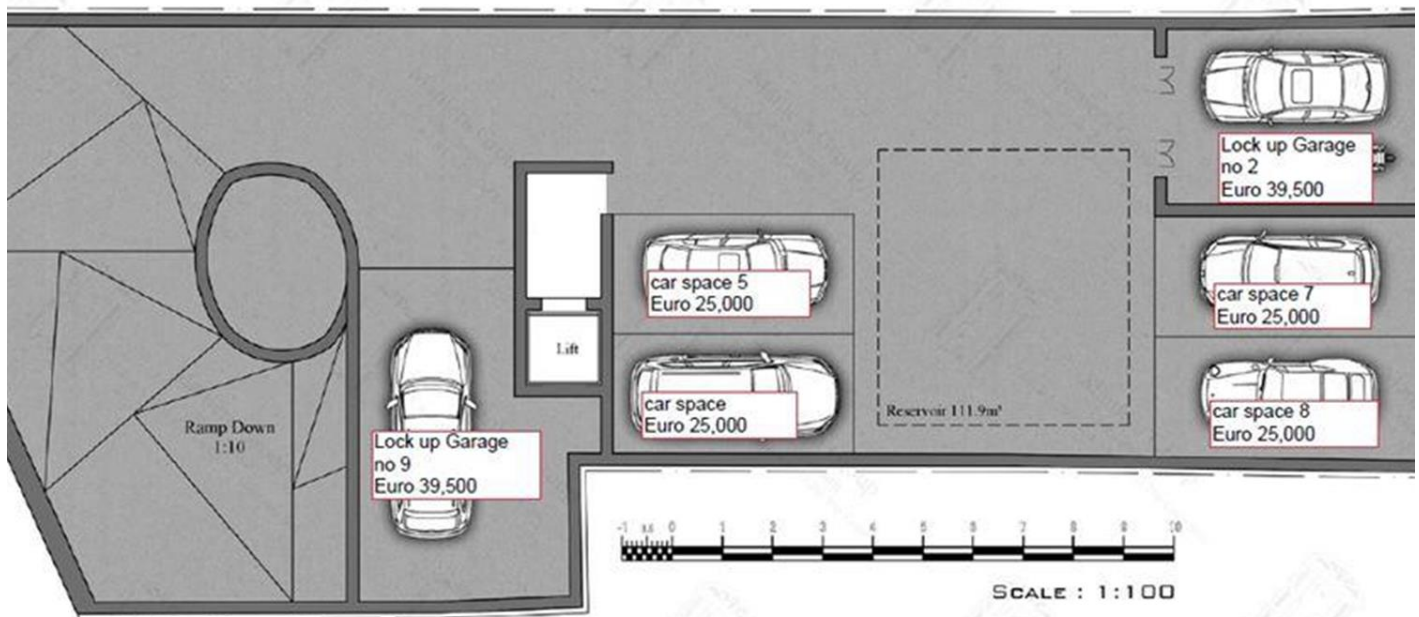 Lock up Garage
no 2
Euro 39,500
car space 5
Euro 25,000
car space 7
Euro 25,000
Lift
car space
Euro 25,000
Reservoir 111.9m³
car space 8
Euro 25,000
Ramp Down
1:10
Lock up Garage
no 9
Euro 39,500
-1 0.5 0 1 2 3 4 5 6 7 8 9 10
SCALE : 1:100